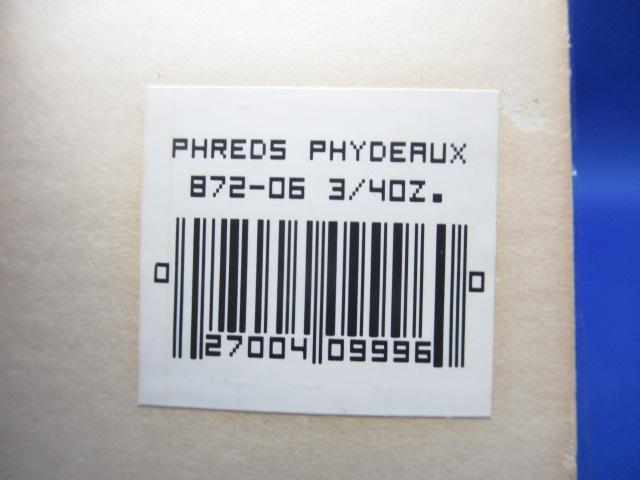 PHREDS PHYDEAUX
872-06 3/4OZ.
0 27004 09996 0